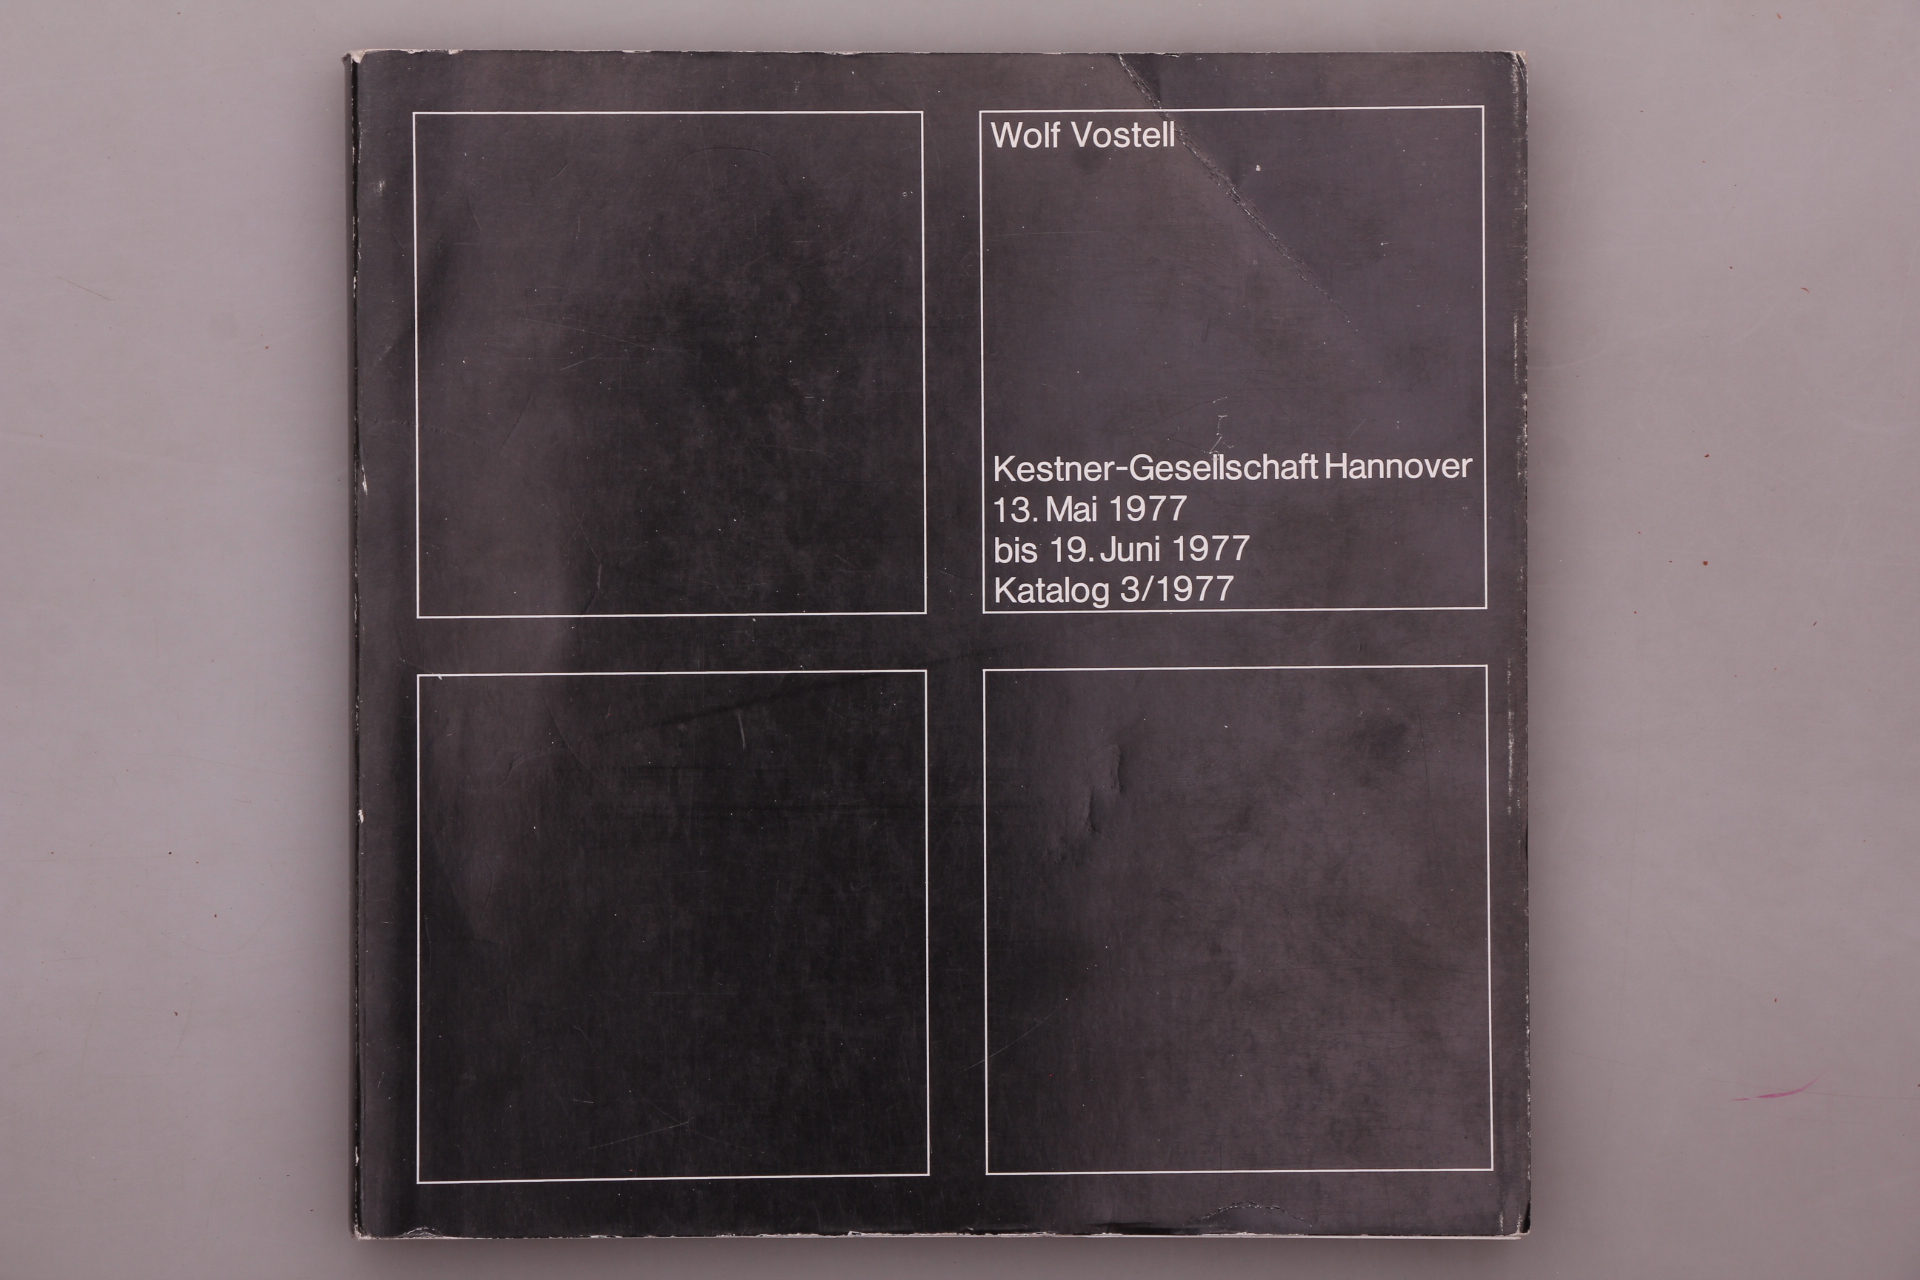 Wolf Vostell
Kestner-Gesellschaft Hannover
13. Mai 1977
bis 19. Juni 1977
Katalog 3/1977